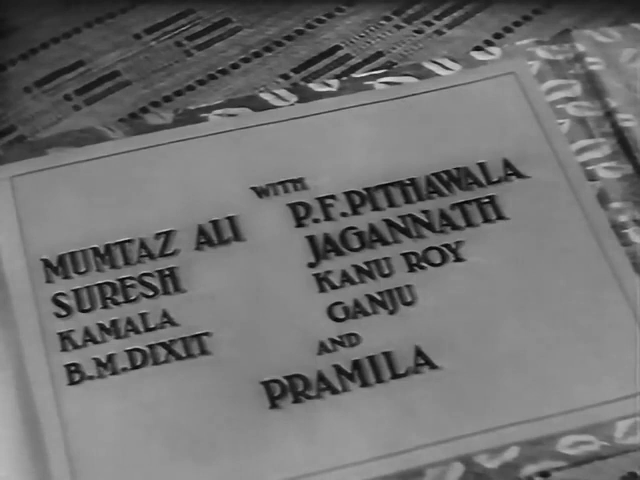 WITH
MUMTAZ ALI
SURESH
KAMALA
B.M.DIXIT
P.F.PITHAWALA
JAGANNATH
KANU ROY
GANJU
AND
PRAMILA